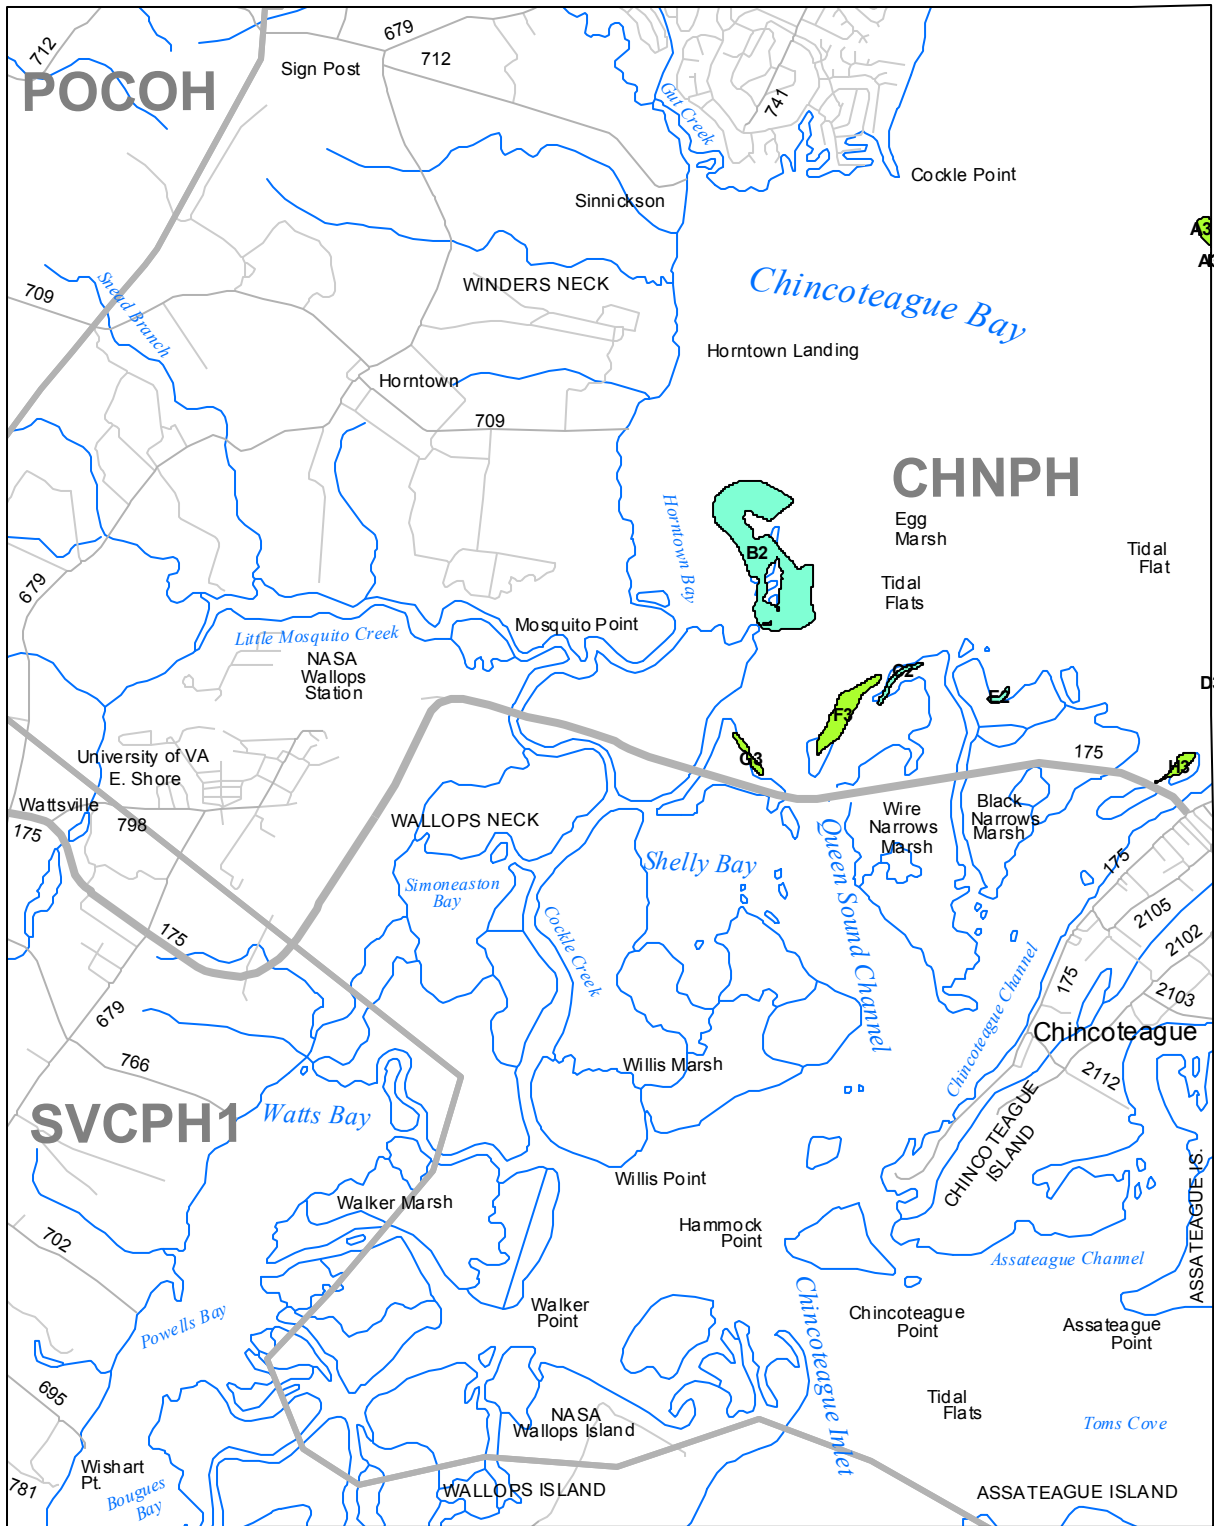 679
712
712
Sign Post
POCOH
741
Gut Creek
Cockle Point
Sinnickson
A3
WINDERS NECK
Chincoteague Bay
709
Snead Branch
Horntown Landing
Horntown
709
CHNPH
Egg
Marsh
Horntown Bay
B2
Tidal
Flat
Tidal
Flats
679
Mosquito Point
Little Mosquito Creek
NASA
Wallops
Station
C2
E2
F3
G3
175
H3
University of VA
E. Shore
Wattsville
798
175
WALLOPS NECK
Wire
Narrows
Marsh
Black
Narrows
Marsh
Queen Sound Channel
Shelly Bay
175
Simoneaston
Bay
Cockle Creek
2105
2102
175
Chincoteague Channel
175
2103
679
Chincoteague
766
Willis Marsh
2112
SVCPH1
Watts Bay
CHINCOTEAGUE
ISLAND
ASSATEAGUE IS.
Willis Point
Walker Marsh
Hammock
Point
702
Assateague Channel
Chincoteague Inlet
Walker
Point
Chincoteague
Point
Assateague
Point
Powells Bay
695
Tidal
Flats
NASA
Wallops Island
Toms Cove
Wishart
Pt.
781
Bougues
Bay
WALLOPS ISLAND
ASSATEAGUE ISLAND